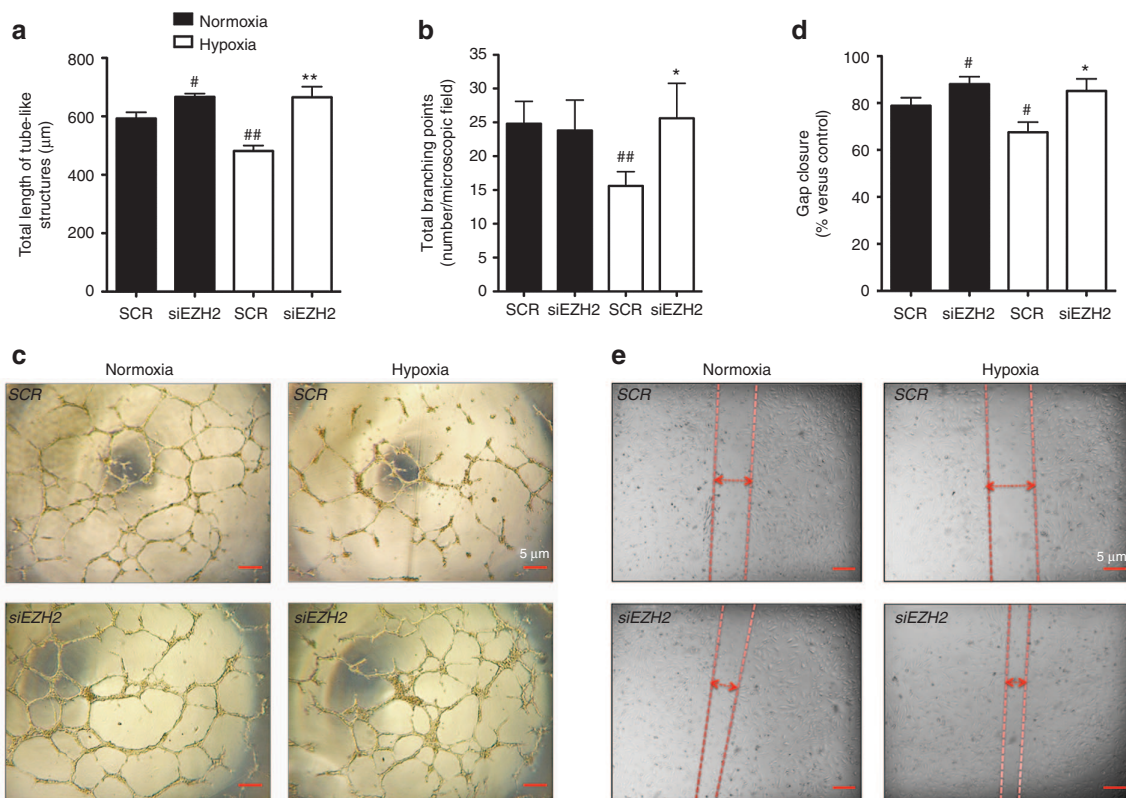 a
Normoxia
Hypoxia
Total length of tube-like
structures (μm)
800
600
400
200
0
#
##
**
SCR
siEZH2
SCR
siEZH2
b
Total branching points
(number/microscopic field)
35
30
25
20
15
10
5
0
##
*
SCR
siEZH2
SCR
siEZH2
d
Gap closure
(% versus control)
100
80
60
40
20
0
#
#
*
SCR
siEZH2
SCR
siEZH2
c
Normoxia
Hypoxia
SCR
SCR
5 μm
siEZH2
siEZH2
e
Normoxia
Hypoxia
SCR
SCR
5 μm
siEZH2
siEZH2